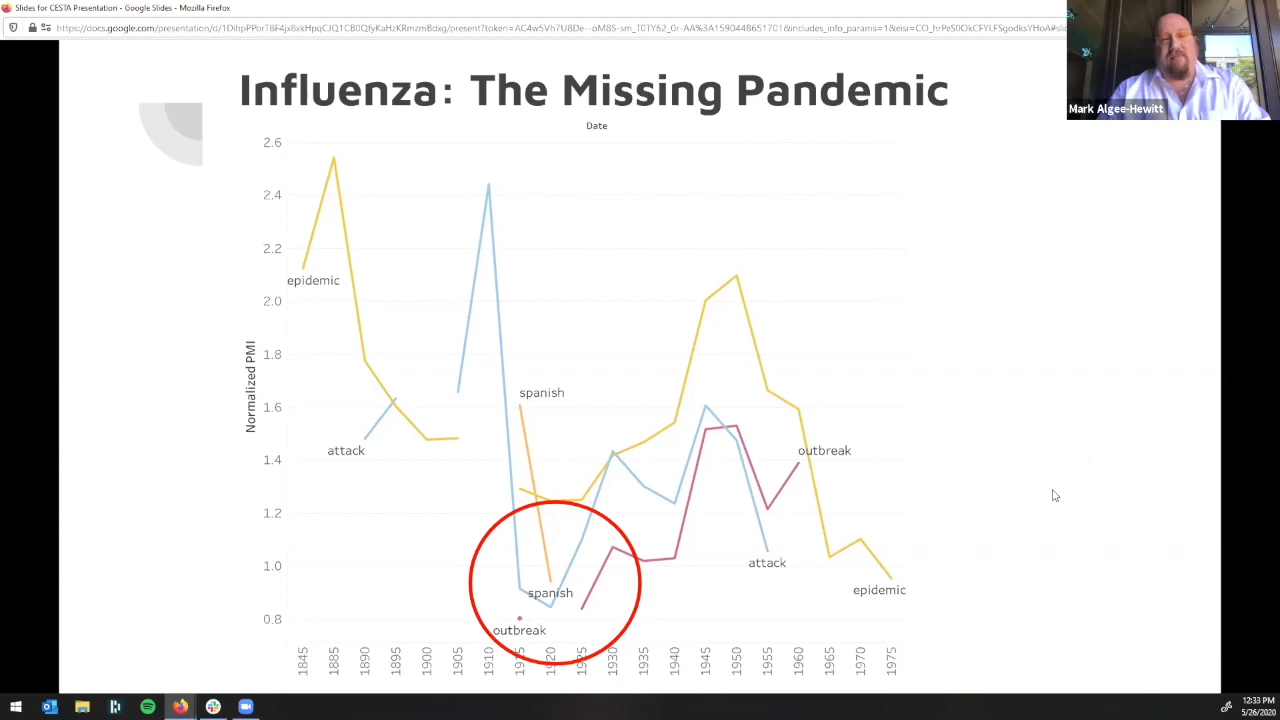 Slides for CESTA Presentation - Google Slides - Mozilla Firefox
Mark Algee-Hewitt
Influenza: The Missing Pandemic
Date
Normalized PMI
2.6
2.4
2.2
2.0
1.8
1.6
1.4
1.2
1.0
0.8
epidemic
attack
spanish
spanish
outbreak
outbreak
attack
epidemic
1845
1885
1890
1895
1900
1905
1910
1915
1920
1925
1930
1935
1940
1945
1950
1955
1960
1965
1970
1975
12:33 PM
5/26/2020